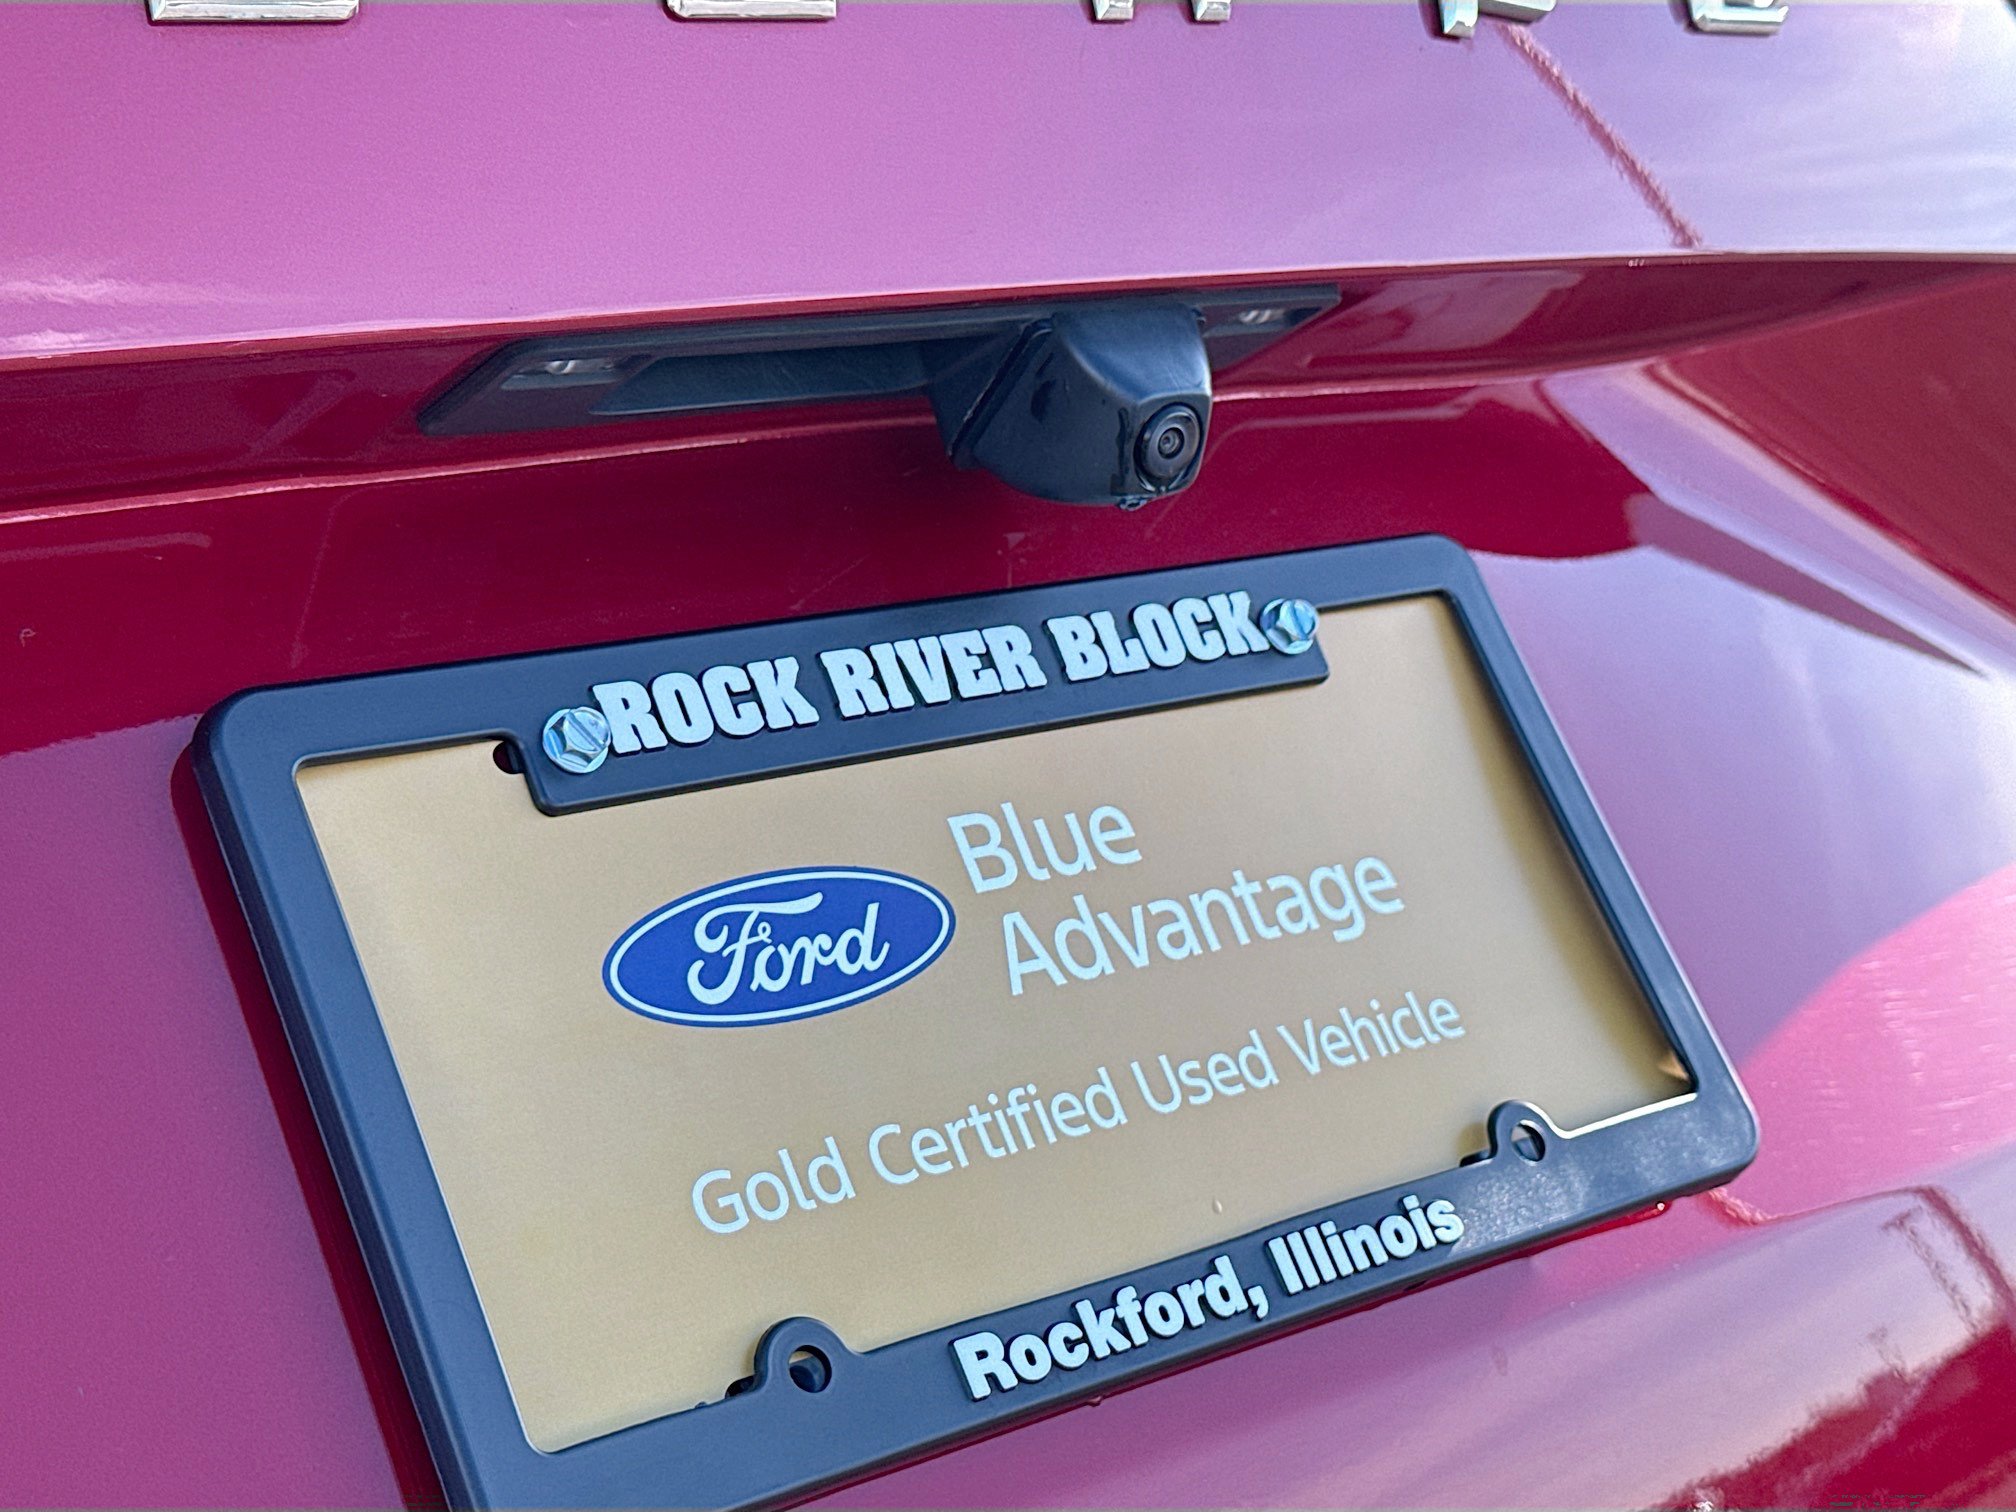 ROCK RIVER BLOCK
Blue
Advantage
Ford
Gold Certified Used Vehicle
Rockford, Illinois